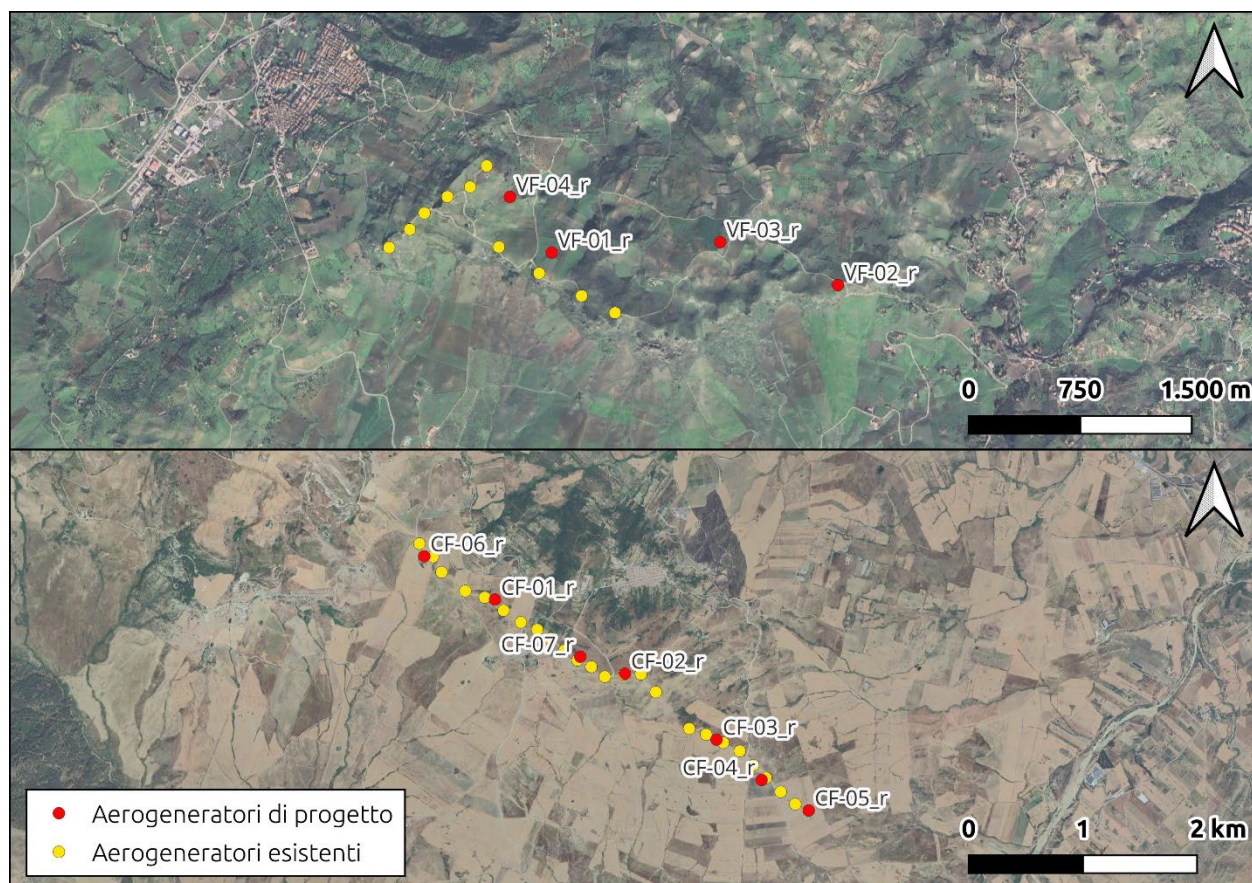 VF-04_r
VF-01_r
VF-03_r
VF-02_r
0 750 1.500 m
CF-06_r
CF-01_r
CF-07_r
CF-02_r
CF-03_r
CF-04_r
CF-05_r
Aerogeneratori di progetto
Aerogeneratori esistenti
0 1 2 km